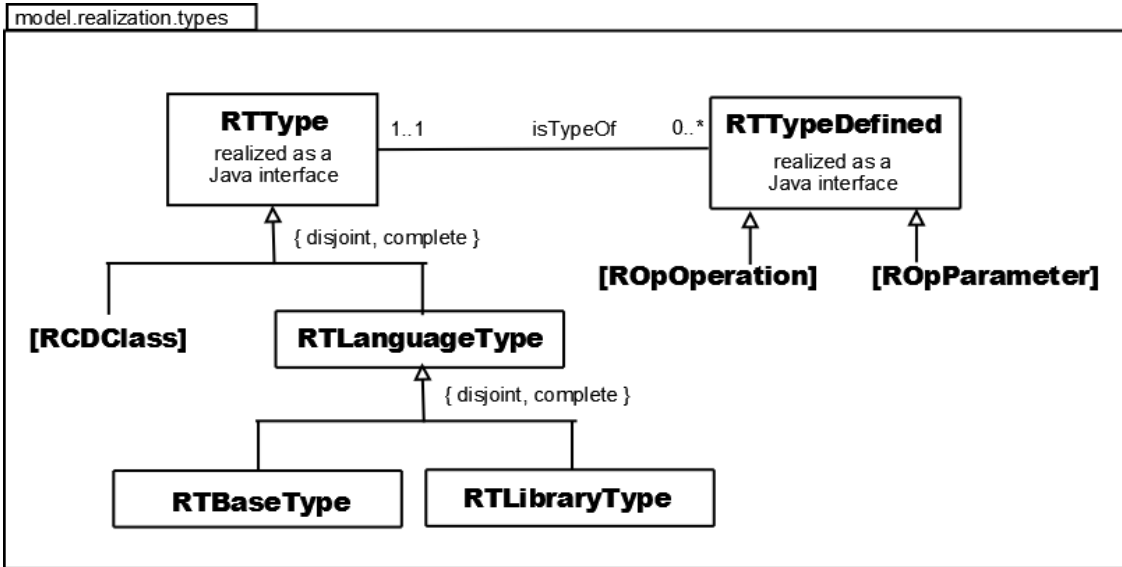 model.realization.types
RTType
realized as a
Java interface
1..1
isTypeOf
0..*
RTTypeDefined
realized as a
Java interface
{ disjoint, complete }
[ROpOperation]
[ROpParameter]
[RCDClass]
RTLanguageType
{ disjoint, complete }
RTBaseType
RTLibraryType